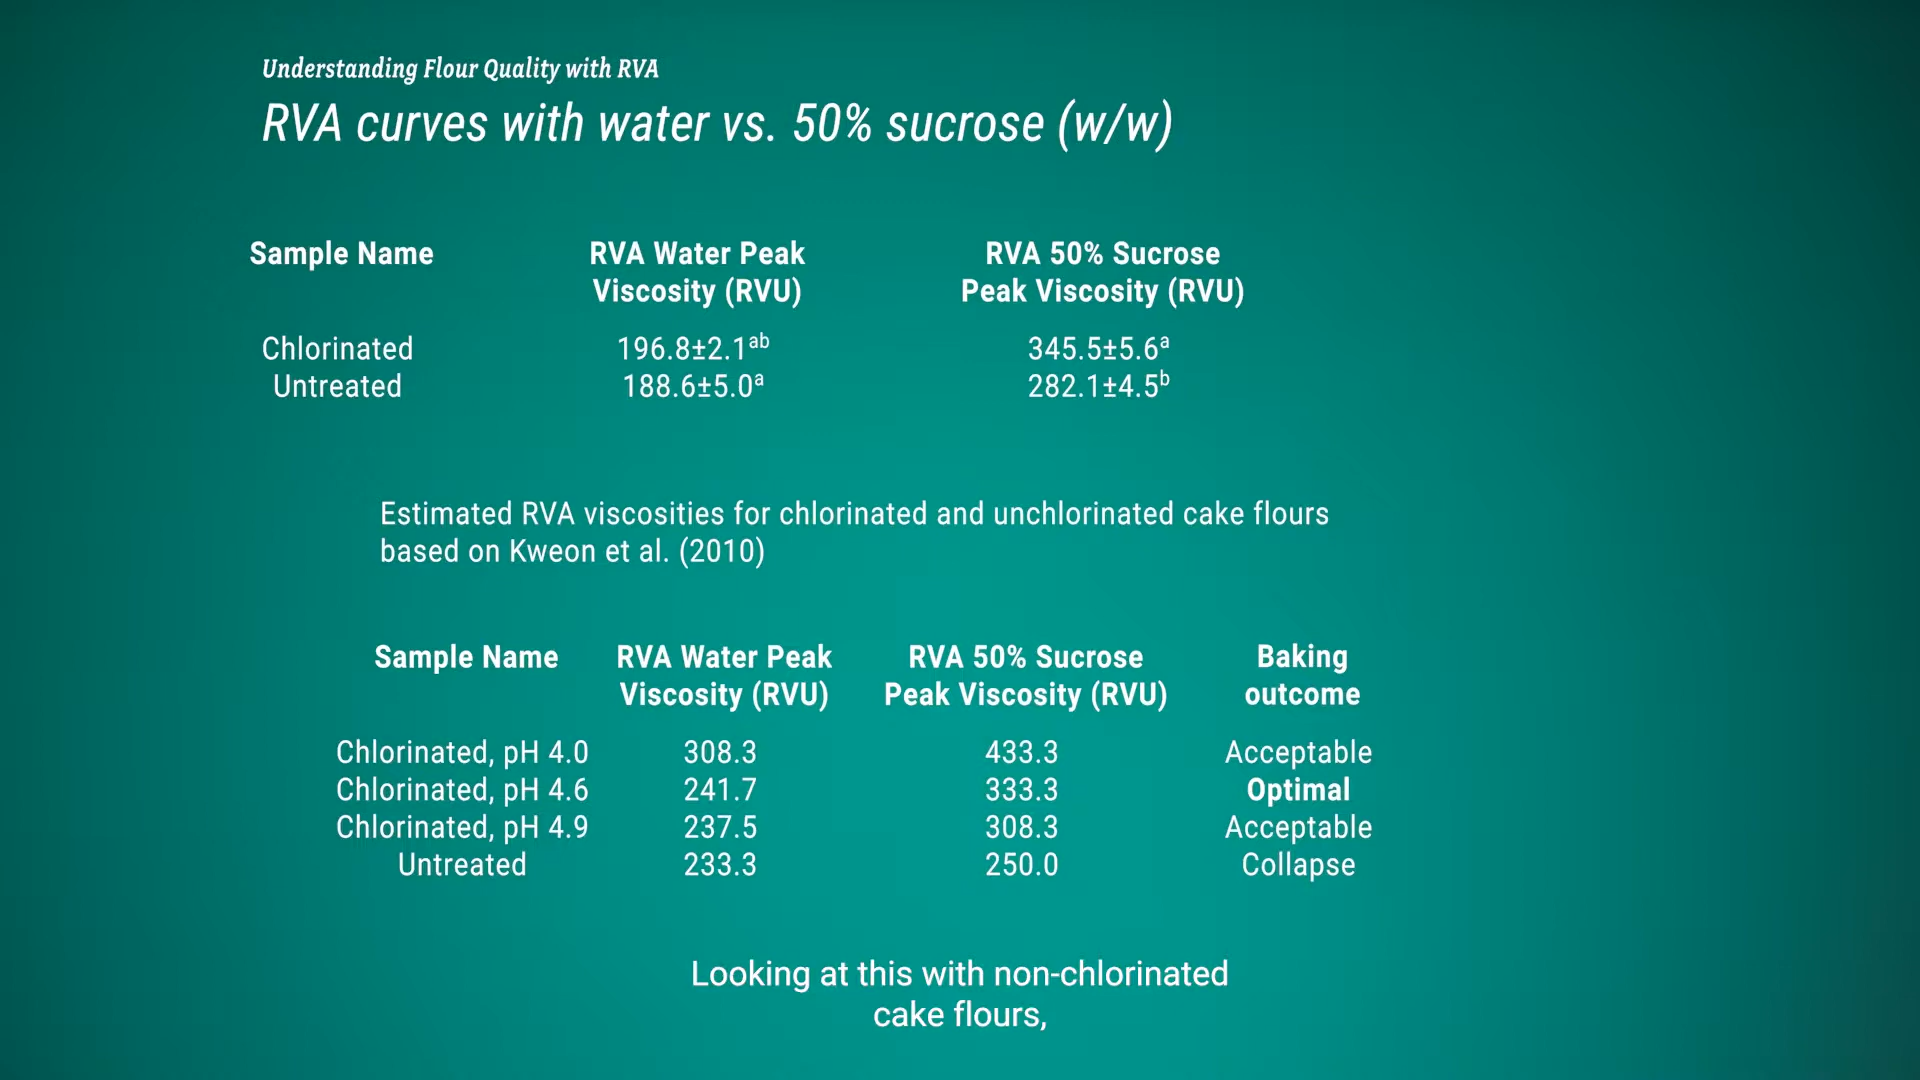 Understanding Flour Quality with RVA
RVA curves with water vs. 50% sucrose (w/w)
Sample Name RVA Water Peak Viscosity (RVU) RVA 50% Sucrose Peak Viscosity (RVU)
Chlorinated 196.8±2.1ᵃᵇ 345.5±5.6ᵃ
Untreated 188.6±5.0ᵃ 282.1±4.5ᵇ
Estimated RVA viscosities for chlorinated and unchlorinated cake flours
based on Kweon et al. (2010)
Sample Name RVA Water Peak Viscosity (RVU) RVA 50% Sucrose Peak Viscosity (RVU) Baking outcome
Chlorinated, pH 4.0 308.3 433.3 Acceptable
Chlorinated, pH 4.6 241.7 333.3 Optimal
Chlorinated, pH 4.9 237.5 308.3 Acceptable
Untreated 233.3 250.0 Collapse
Looking at this with non-chlorinated
cake flours,